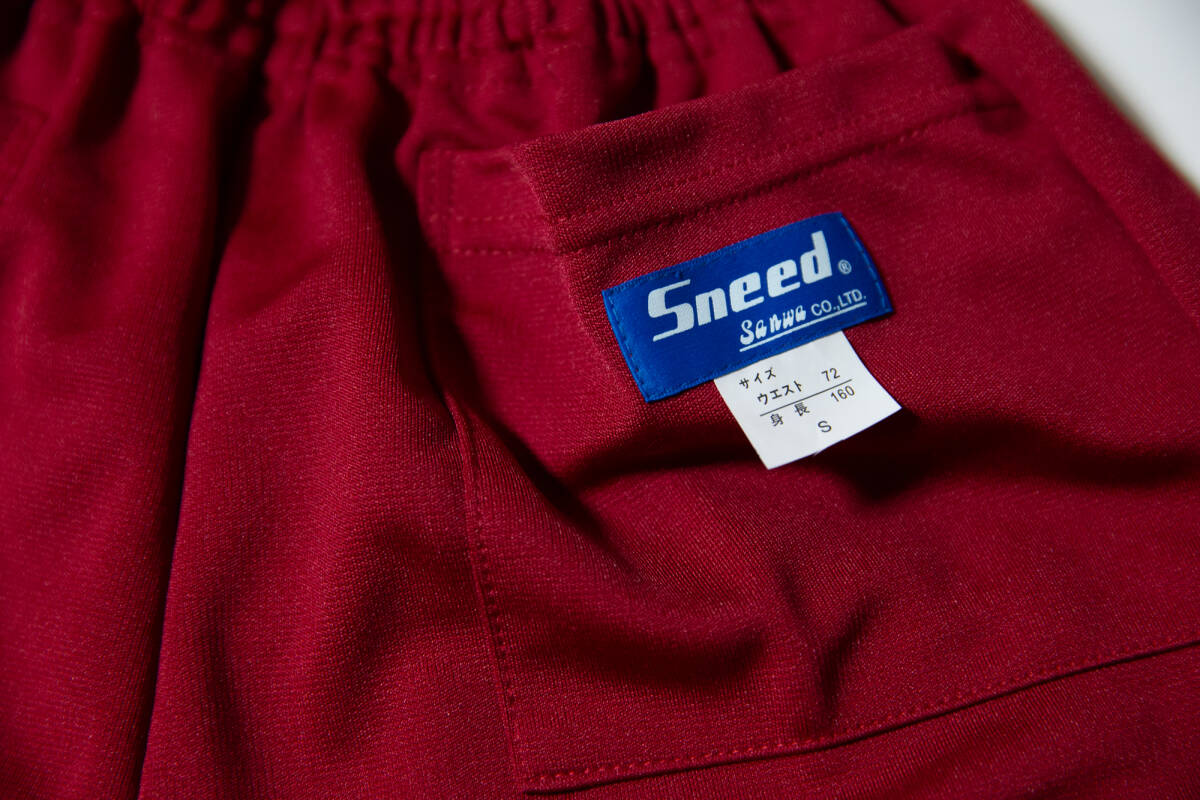 Sneed®
Sanwa CO.,LTD.
サイズ
ウエスト 72
身長 160
S